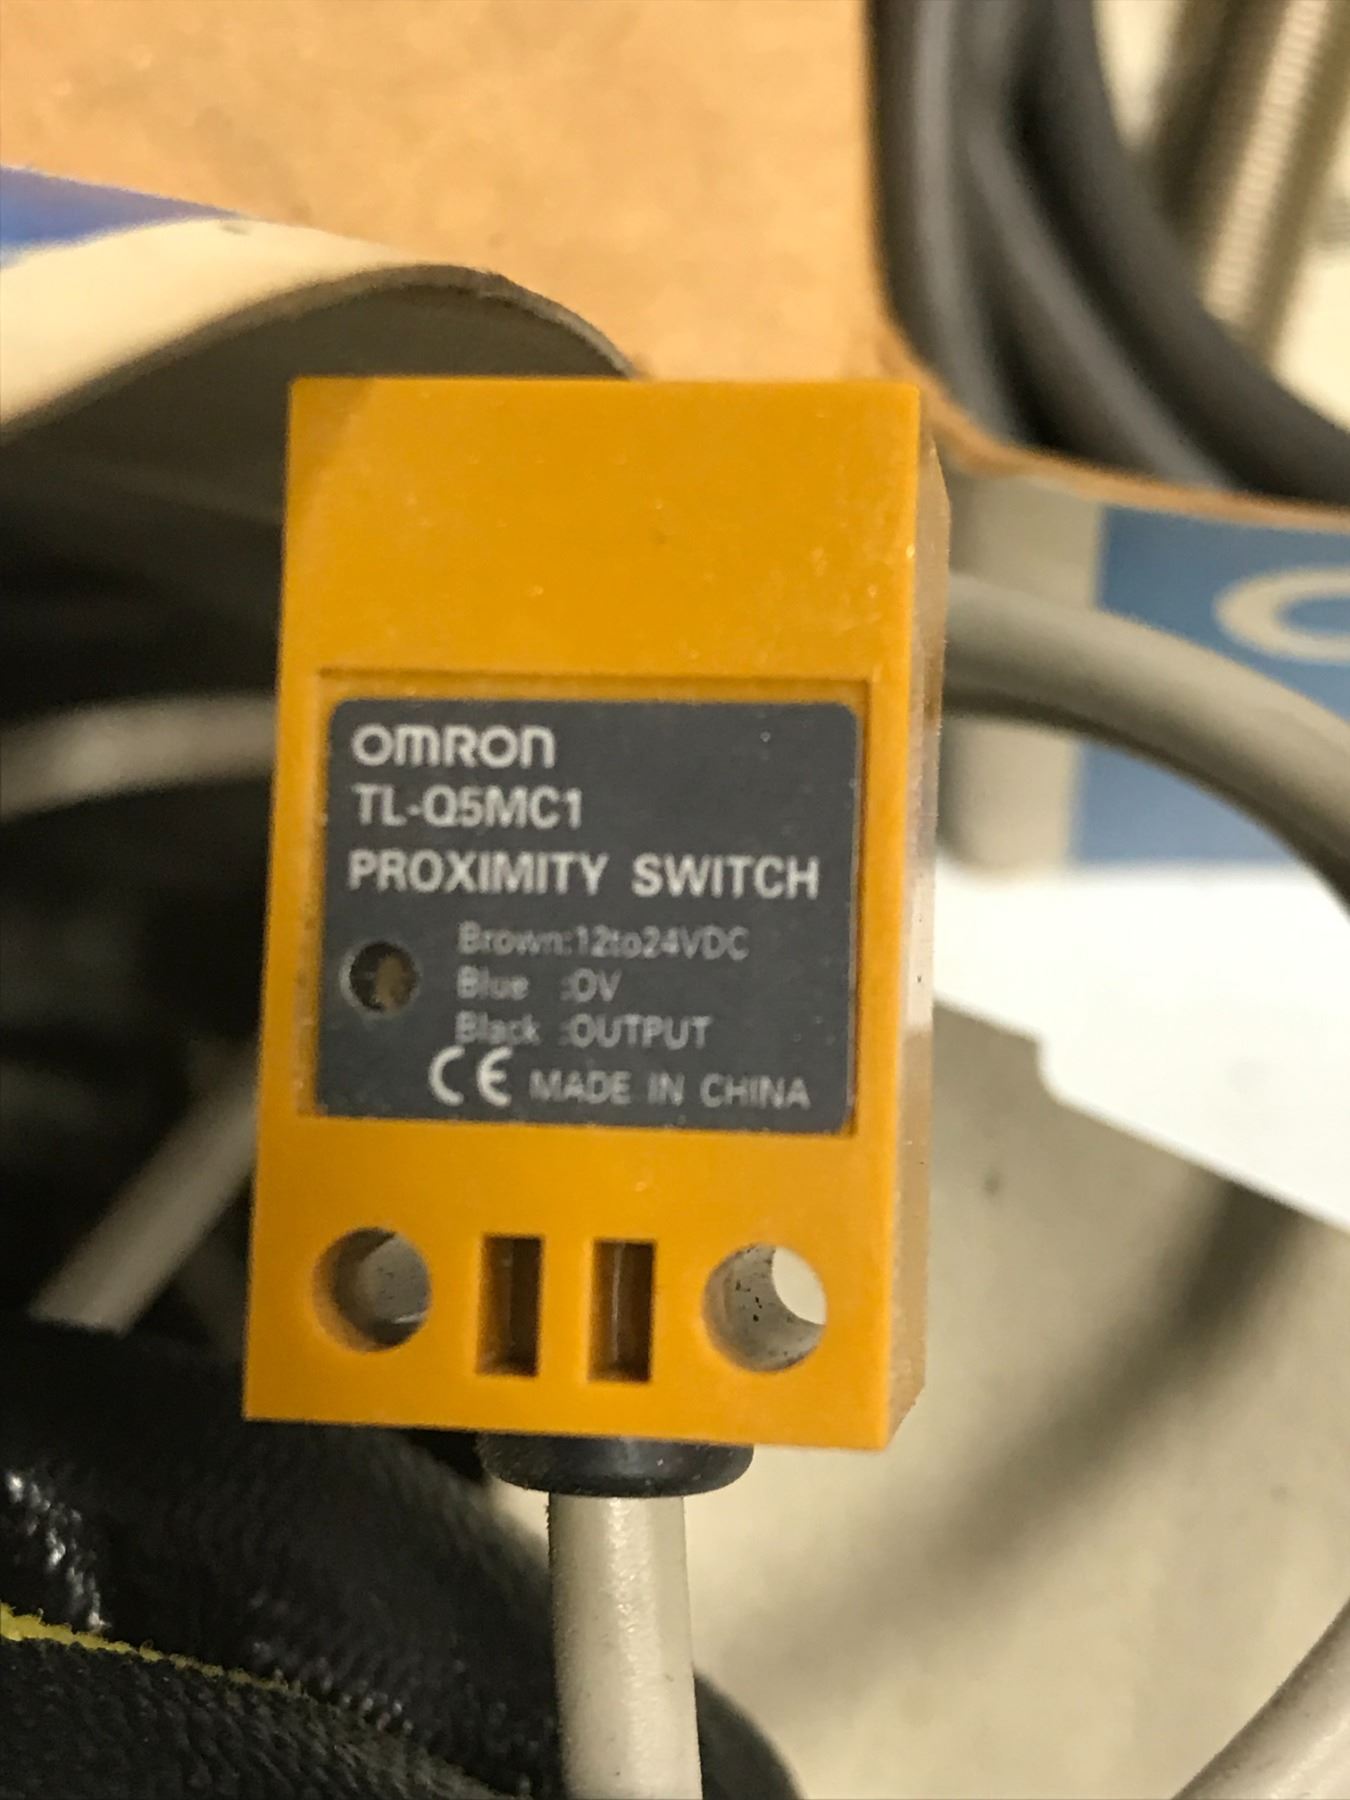 OMRON
TL-Q5MC1
PROXIMITY SWITCH
Brown:12to24VDC
Blue :0V
Black :OUTPUT
CE MADE IN CHINA